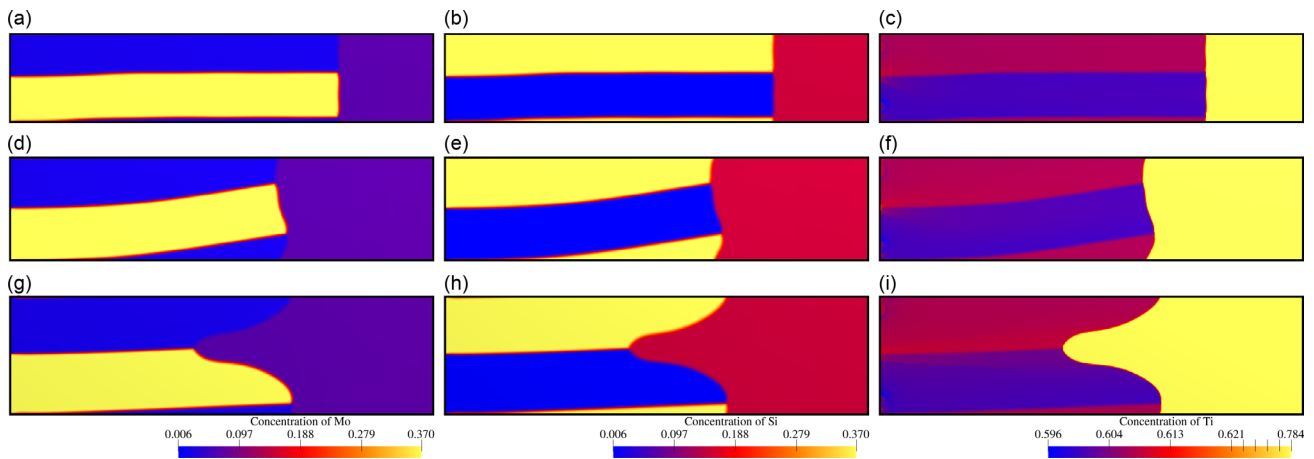 (a) (b) (c)
(d) (e) (f)
(g) (h) (i)
Concentration of Mo Concentration of Si Concentration of Ti
0.006 0.097 0.188 0.279 0.370 0.006 0.097 0.188 0.279 0.370 0.596 0.604 0.613 0.621 0.784